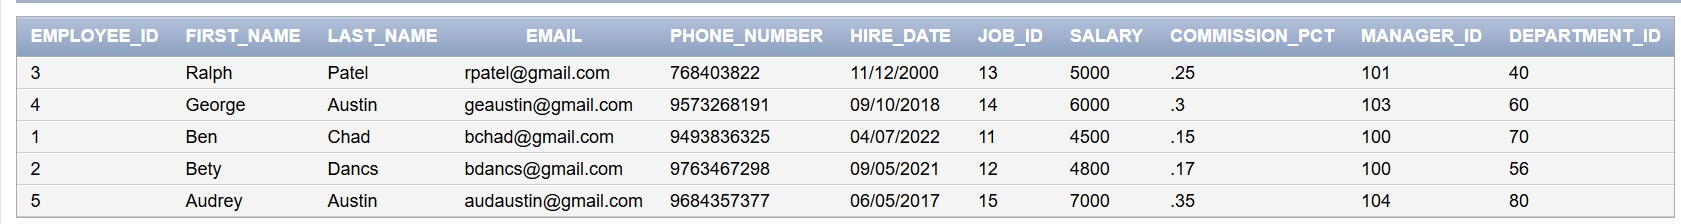 EMPLOYEE_ID FIRST_NAME LAST_NAME EMAIL PHONE_NUMBER HIRE_DATE JOB_ID SALARY COMMISSION_PCT MANAGER_ID DEPARTMENT_ID
3 Ralph Patel rpatel@gmail.com 768403822 11/12/2000 13 5000 .25 101 40
4 George Austin geaustin@gmail.com 9573268191 09/10/2018 14 6000 .3 103 60
1 Ben Chad bchad@gmail.com 9493836325 04/07/2022 11 4500 .15 100 70
2 Bety Dancs bdancs@gmail.com 9763467298 09/05/2021 12 4800 .17 100 56
5 Audrey Austin audaustin@gmail.com 9684357377 06/05/2017 15 7000 .35 104 80